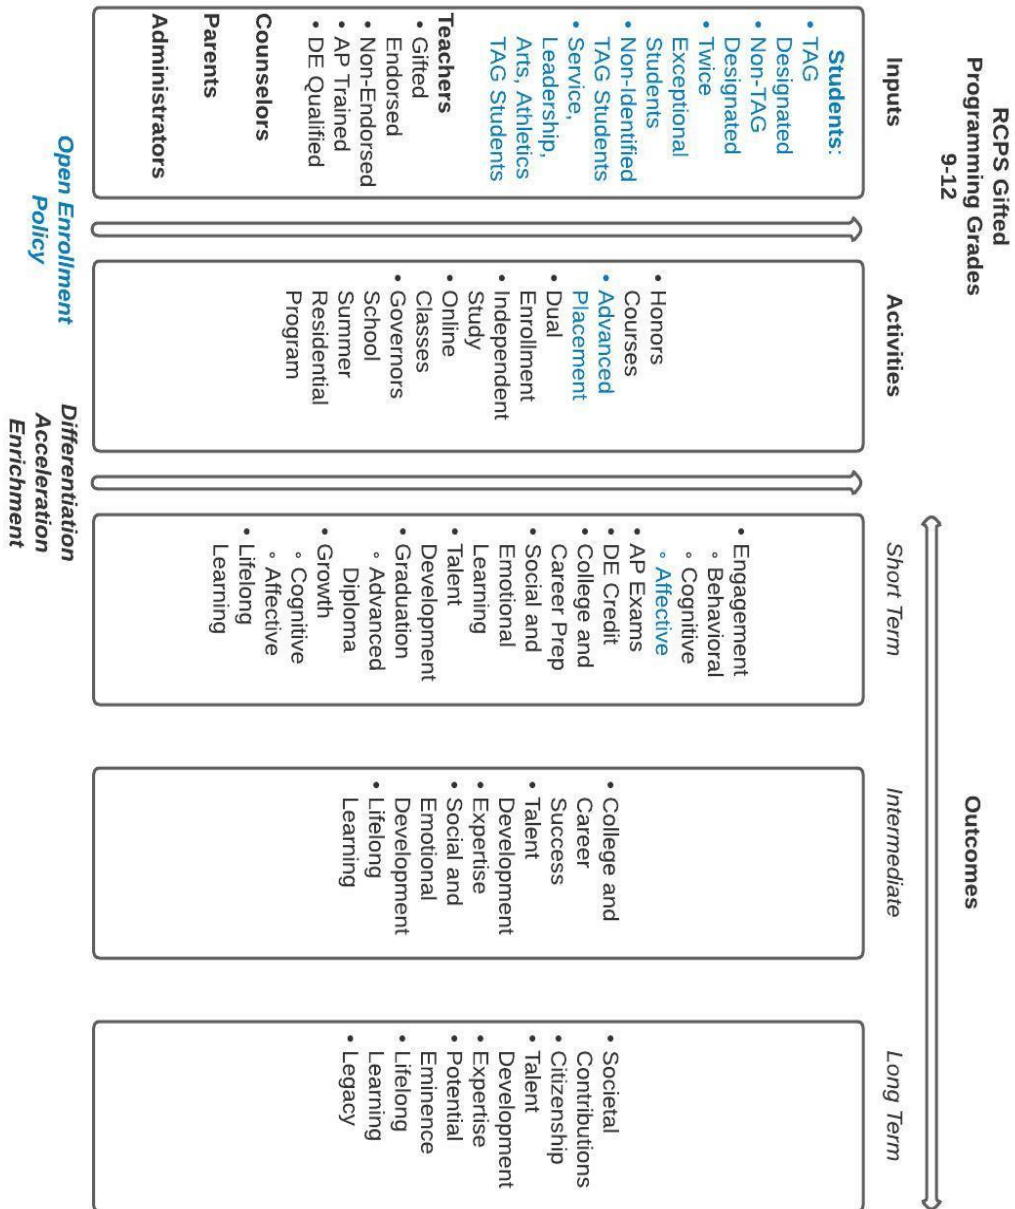 RCPS Gifted
Programming Grades
9-12
Outcomes
Inputs
Activities
Short Term
Intermediate
Long Term
Students:
• TAG
Designated
• Non-TAG
Designated
• Twice
Exceptional
Students
• Non-Identified
TAG Students
• Service,
Leadership,
Arts, Athletics
TAG Students
Teachers
• Gifted
Endorsed
• Non-Endorsed
• AP Trained
• DE Qualified
Counselors
Parents
Administrators
• Honors
Courses
• Advanced
Placement
• Dual
Enrollment
• Independent
Study
• Online
Classes
• Governors
School
Summer
Residential
Program
• Engagement
◦ Behavioral
◦ Cognitive
◦ Affective
• AP Exams
• DE Credit
• College and
Career Prep
• Social and
Emotional
Learning
• Talent
Development
• Graduation
◦ Advanced
Diploma
• Growth
◦ Cognitive
◦ Affective
• Lifelong
Learning
• College and
Career
Success
• Talent
Development
• Expertise
• Social and
Emotional
Development
• Lifelong
Learning
• Societal
Contributions
• Citizenship
• Talent
Development
• Expertise
• Potential
Eminence
• Lifelong
Learning
• Legacy
Open Enrollment
Policy
Differentiation
Acceleration
Enrichment